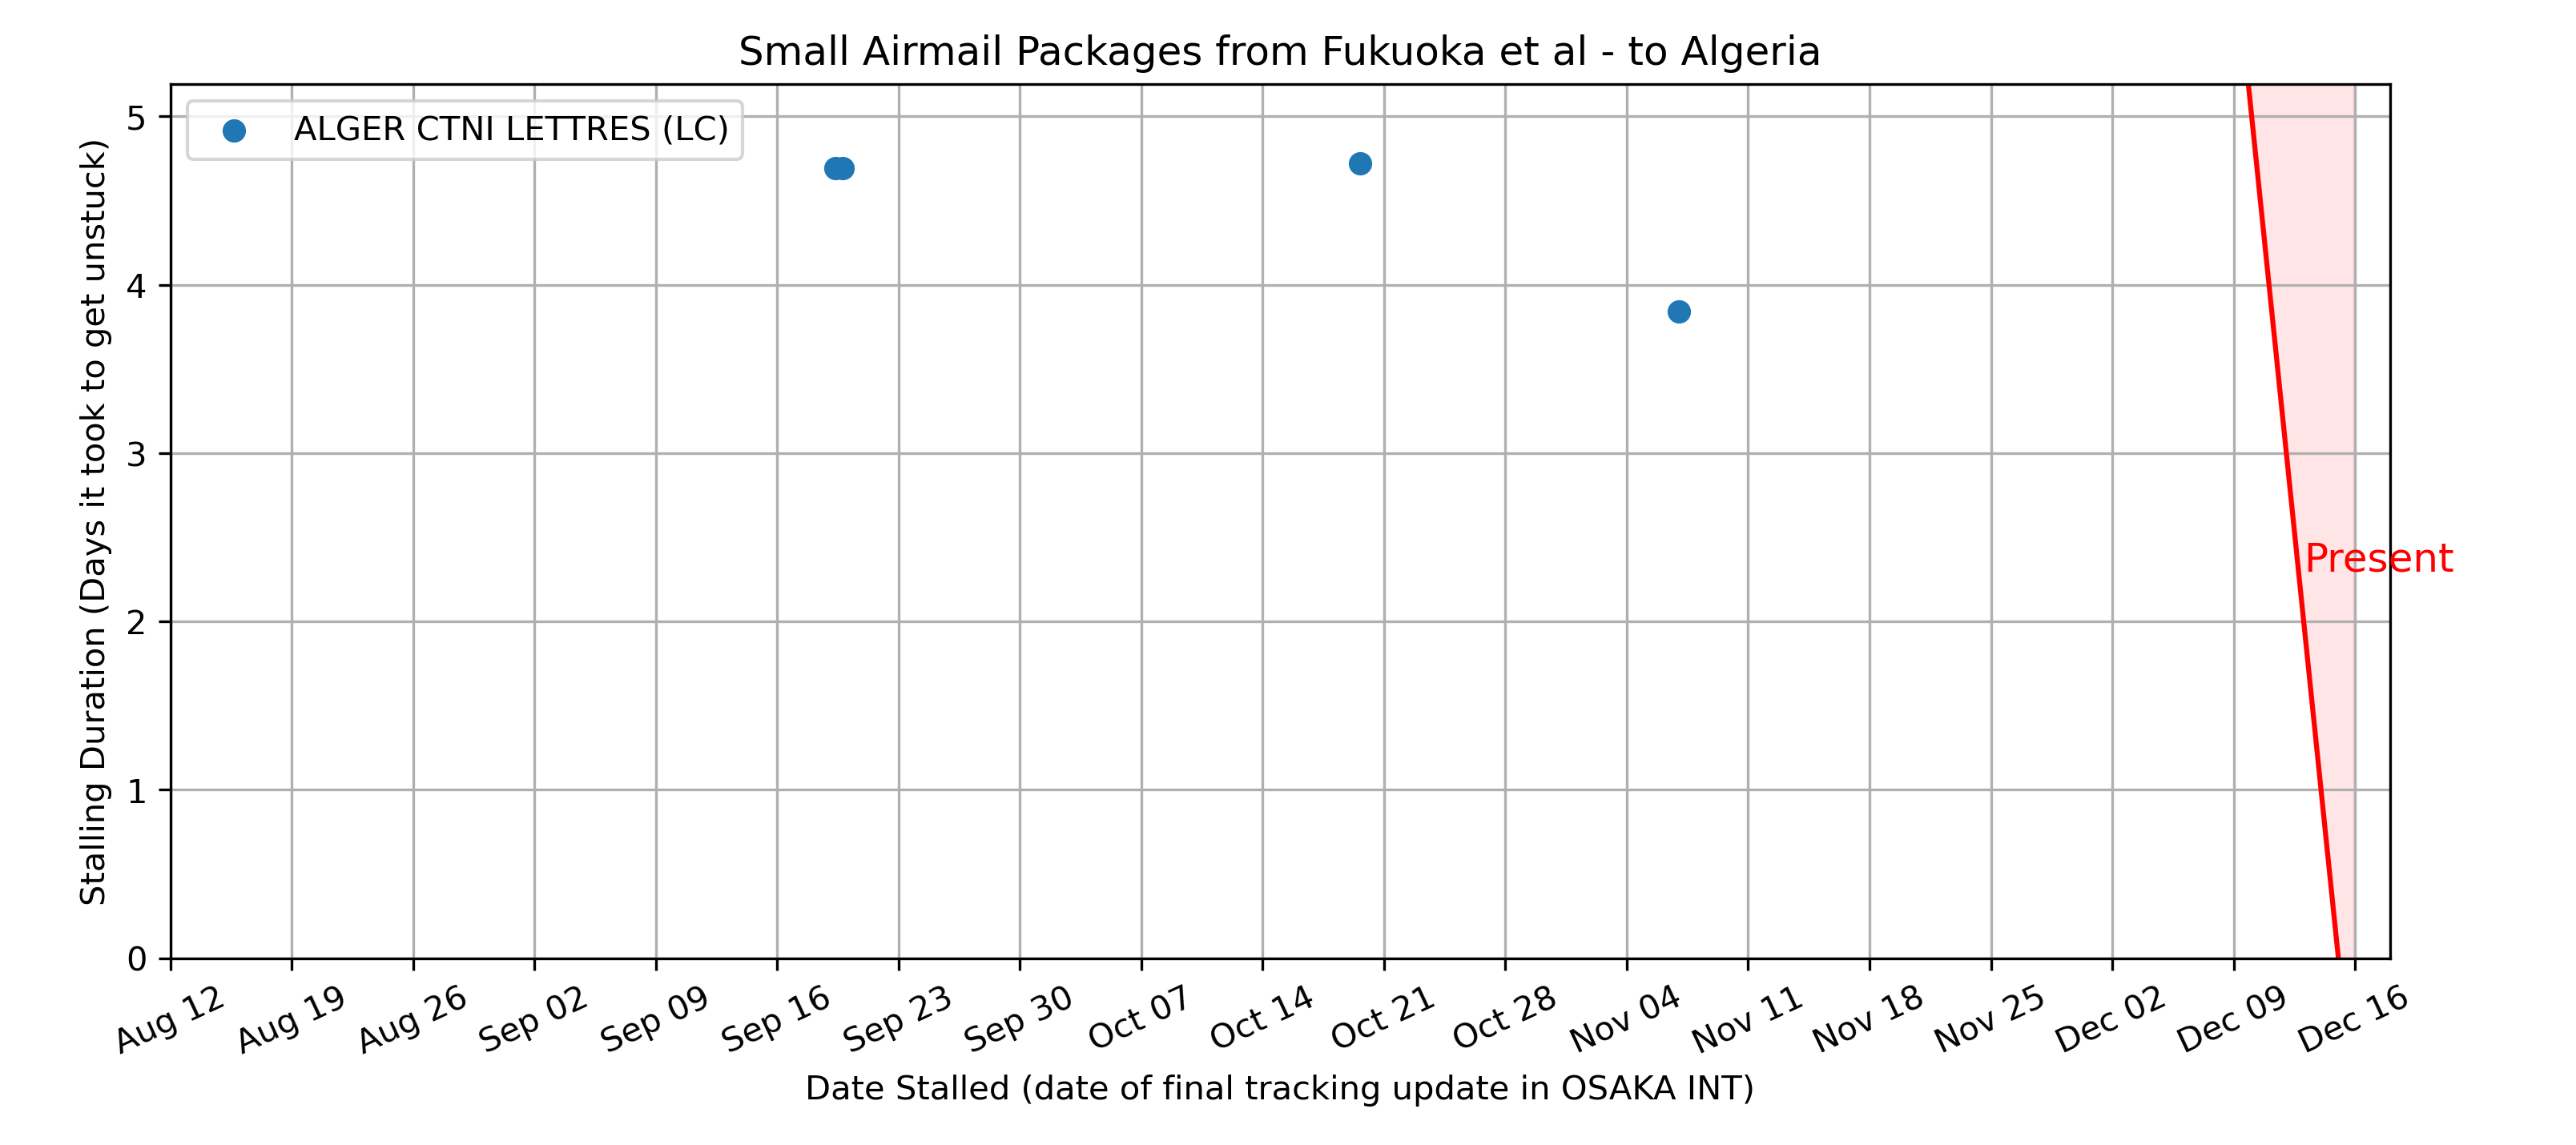 Small Airmail Packages from Fukuoka et al - to Algeria
ALGER CTNI LETTRES (LC)
Stalling Duration (Days it took to get unstuck)
5
4
3
2
1
0
Present
Aug 12
Aug 19
Aug 26
Sep 02
Sep 09
Sep 16
Sep 23
Sep 30
Oct 07
Oct 14
Oct 21
Oct 28
Nov 04
Nov 11
Nov 18
Nov 25
Dec 02
Dec 09
Dec 16
Date Stalled (date of final tracking update in OSAKA INT)